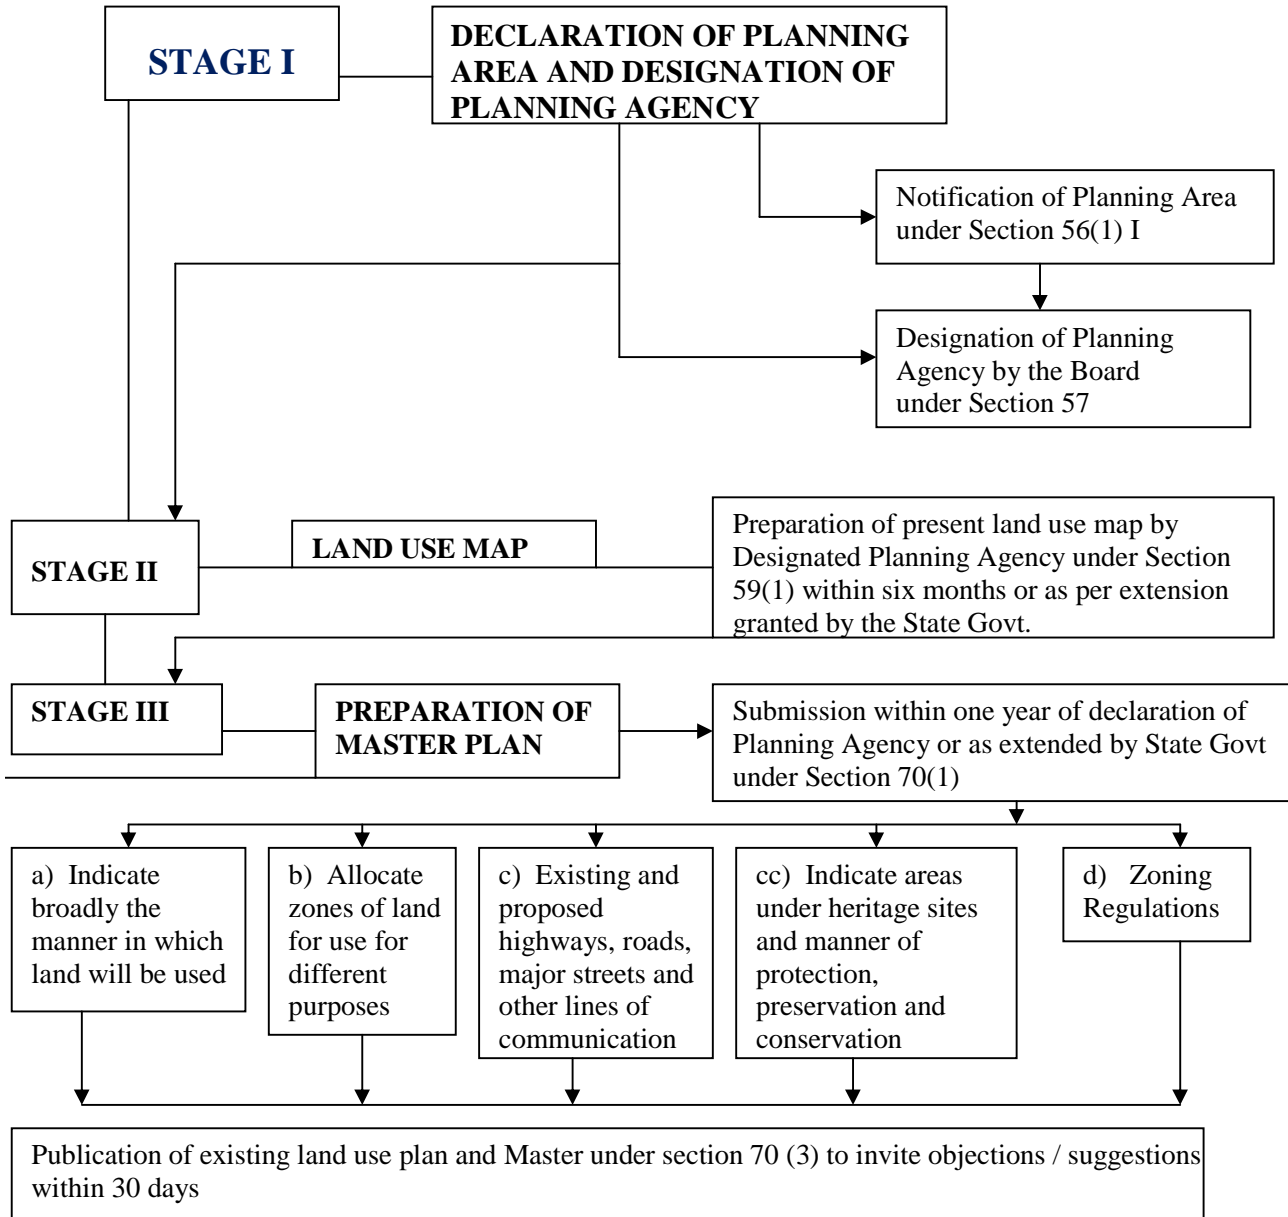 STAGE I
DECLARATION OF PLANNING
AREA AND DESIGNATION OF
PLANNING AGENCY
Notification of Planning Area
under Section 56(1) I
Designation of Planning
Agency by the Board
under Section 57
STAGE II
LAND USE MAP
Preparation of present land use map by
Designated Planning Agency under Section
59(1) within six months or as per extension
granted by the State Govt.
STAGE III
PREPARATION OF
MASTER PLAN
Submission within one year of declaration of
Planning Agency or as extended by State Govt
under Section 70(1)
a) Indicate
broadly the
manner in which
land will be used
b) Allocate
zones of land
for use for
different
purposes
c) Existing and
proposed
highways, roads,
major streets and
other lines of
communication
cc) Indicate areas
under heritage sites
and manner of
protection,
preservation and
conservation
d) Zoning
Regulations
Publication of existing land use plan and Master under section 70 (3) to invite objections / suggestions
within 30 days